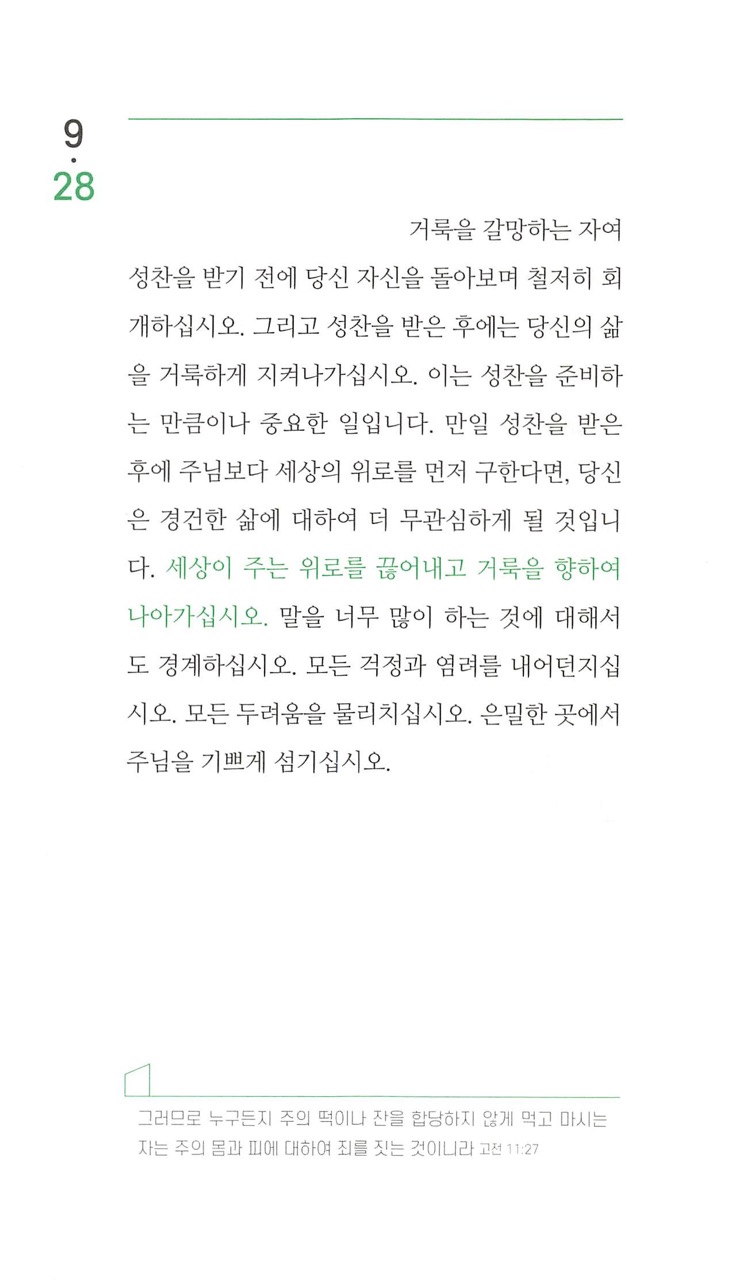 9
·
28
거룩을 갈망하는 자여
성찬을 받기 전에 당신 자신을 돌아보며 철저히 회
개하십시오. 그리고 성찬을 받은 후에는 당신의 삶
을 거룩하게 지켜나가십시오. 이는 성찬을 준비하
는 만큼이나 중요한 일입니다. 만일 성찬을 받은
후에 주님보다 세상의 위로를 먼저 구한다면, 당신
은 경건한 삶에 대하여 더 무관심하게 될 것입니
다. 세상이 주는 위로를 끊어내고 거룩을 향하여
나아가십시오. 말을 너무 많이 하는 것에 대해서
도 경계하십시오. 모든 걱정과 염려를 내어던지십
시오. 모든 두려움을 물리치십시오. 은밀한 곳에서
주님을 기쁘게 섬기십시오.
그러므로 누구든지 주의 떡이나 잔을 합당하지 않게 먹고 마시는
자는 주의 몸과 피에 대하여 죄를 짓는 것이니라 고전 11:27